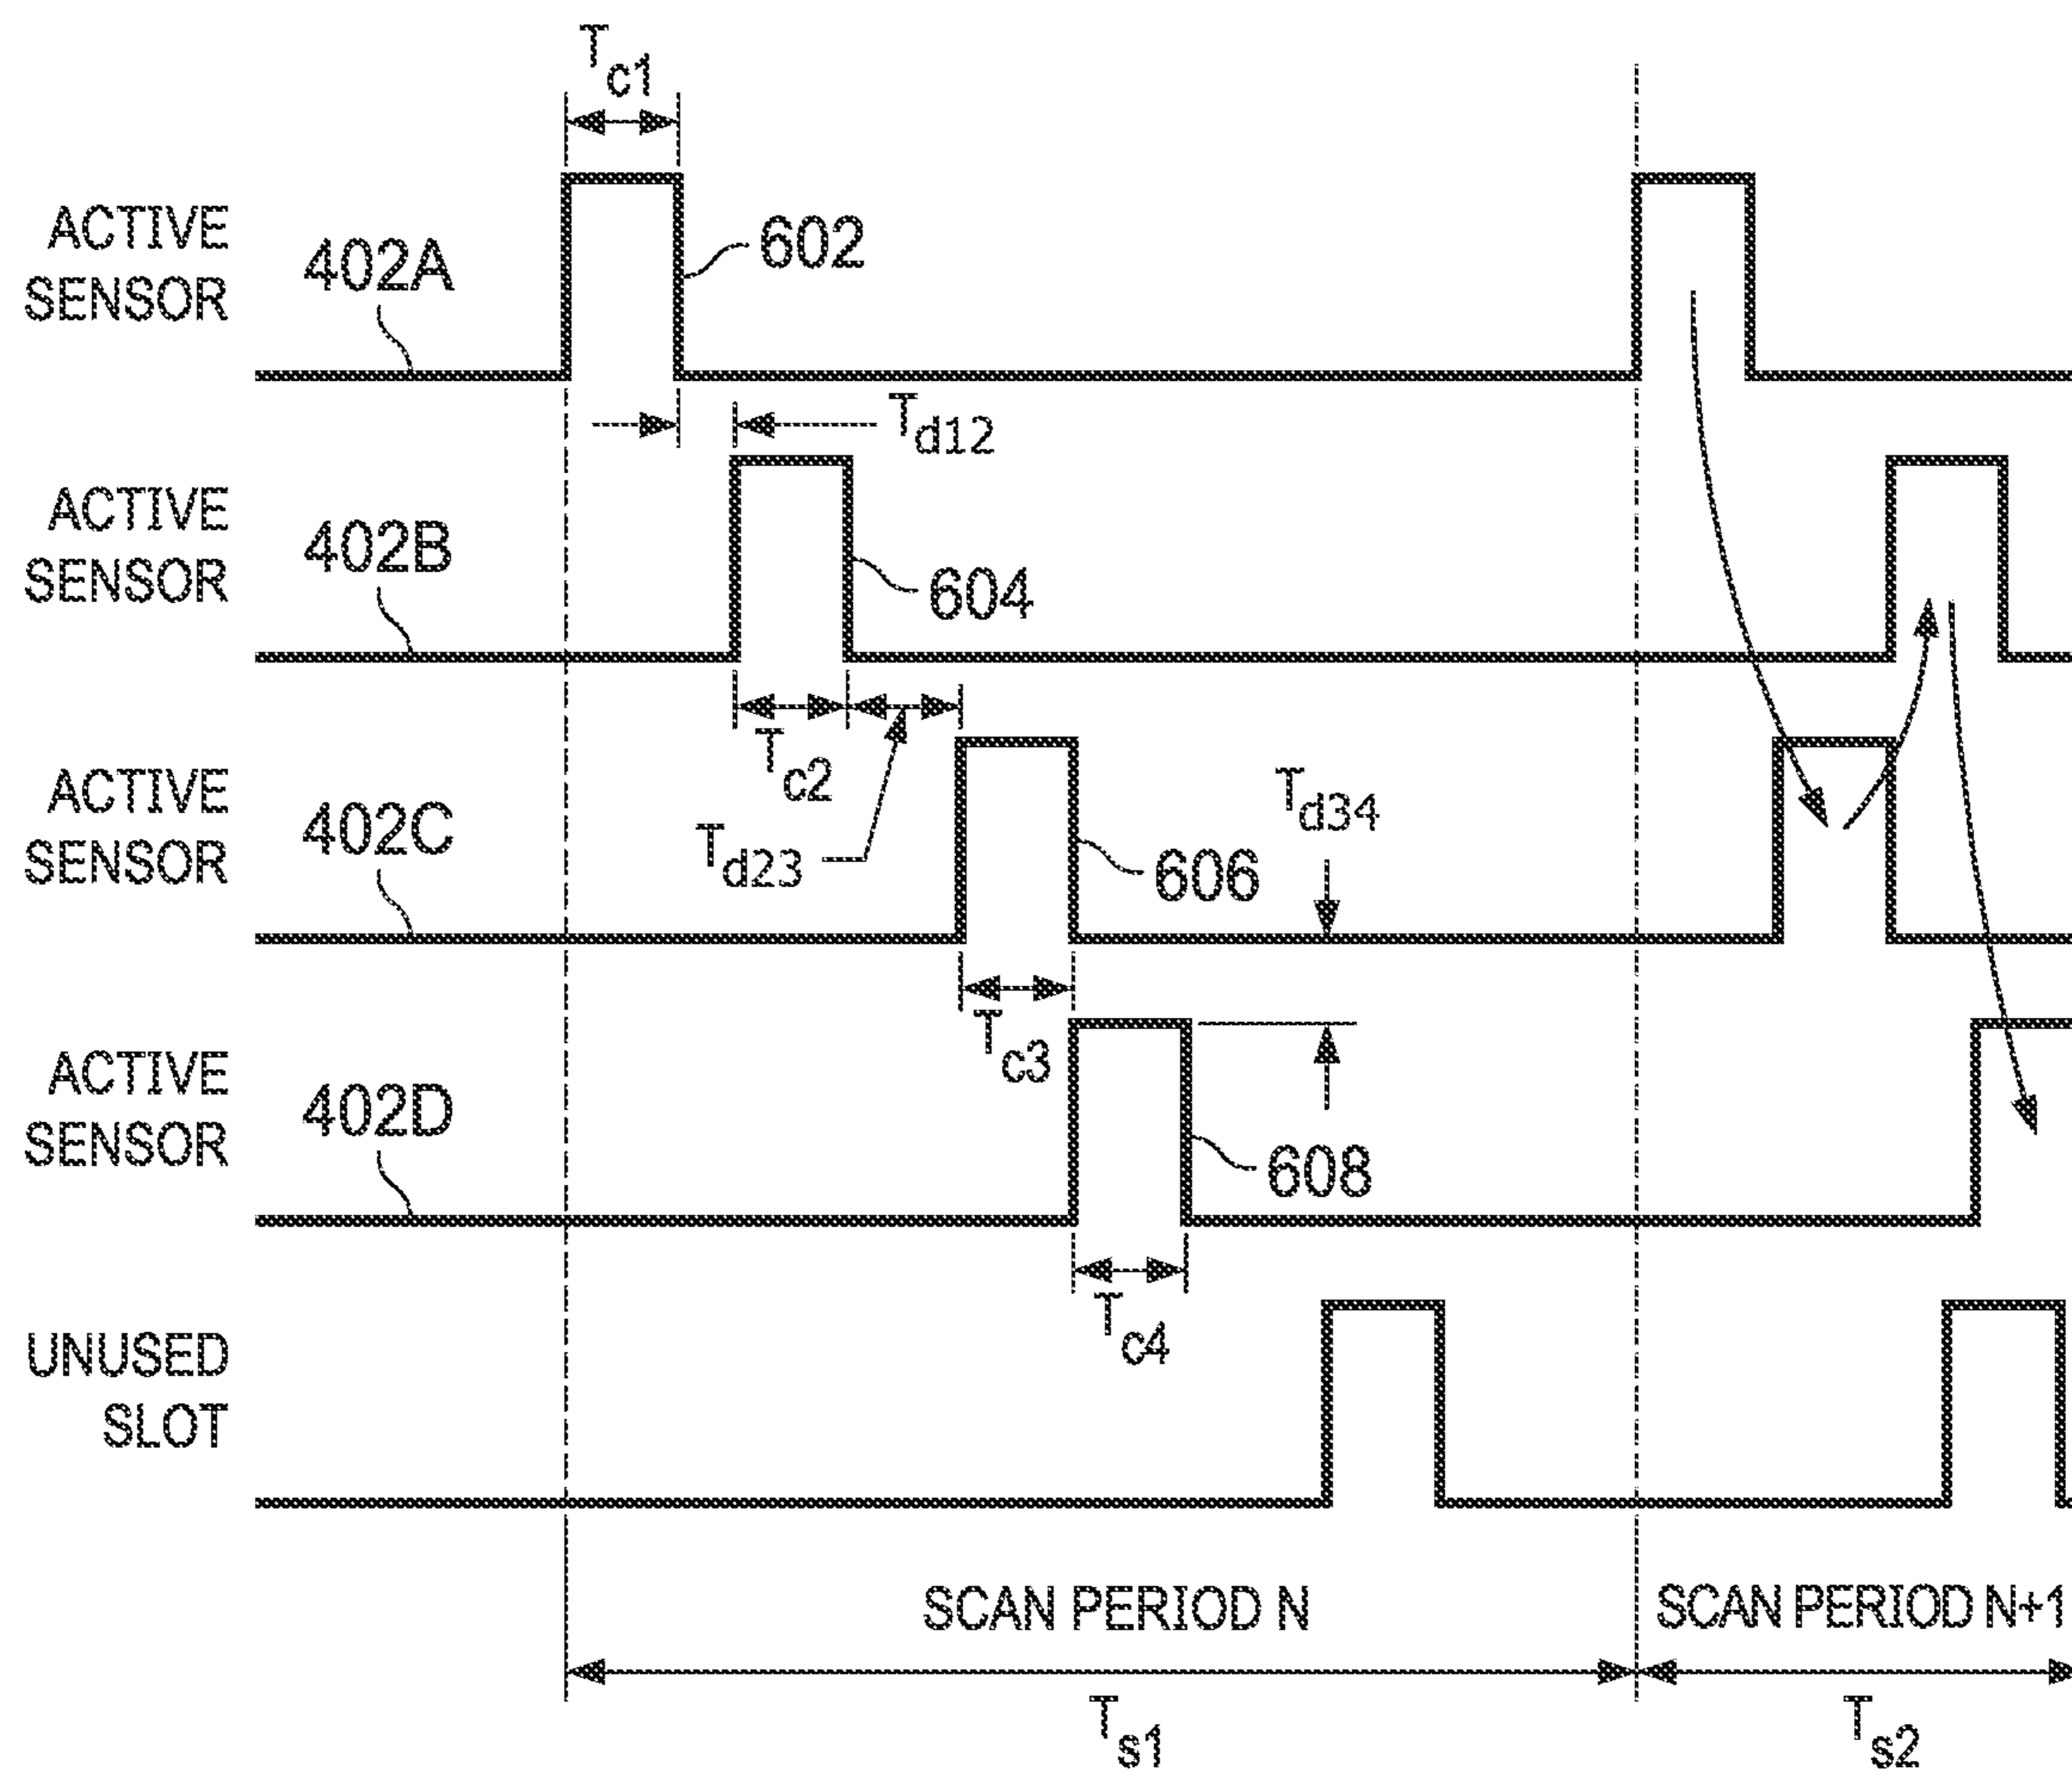 Tc1
ACTIVE
SENSOR
402A
602
Td12
ACTIVE
SENSOR
402B
604
Tc2
Td23
ACTIVE
SENSOR
402C
606
Td34
Tc3
ACTIVE
SENSOR
402D
608
Tc4
UNUSED
SLOT
SCAN PERIOD N
SCAN PERIOD N+1
Ts1
Ts2